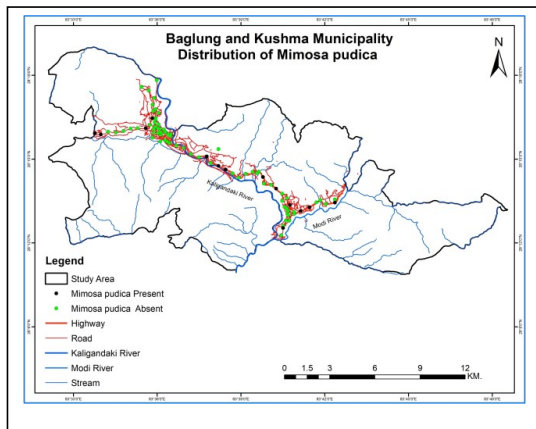 Baglung and Kushma Municipality
Distribution of Mimosa pudica
N
Kaligandaki River
Modi River
Legend
Study Area
Mimosa pudica Present
Mimosa pudica Absent
Highway
Road
Kaligandaki River
Modi River
Stream
0 1.5 3 6 9 12
KM.